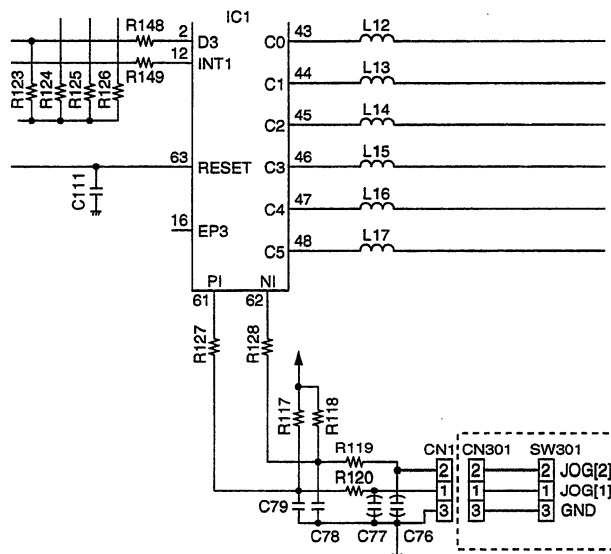 IC1
R148
2
D3
12
INT1
R149
R123
R124
R125
R126
63
RESET
C111
16
EP3
PI
NI
61
62
C0
43
L12
C1
44
L13
C2
45
L14
C3
46
L15
C4
47
L16
C5
48
L17
R127
R128
R117
R118
R119
R120
C79
C78
C77
C76
CN1
CN301
SW301
2
2
2
JOG[2]
1
1
1
JOG[1]
3
3
3
GND